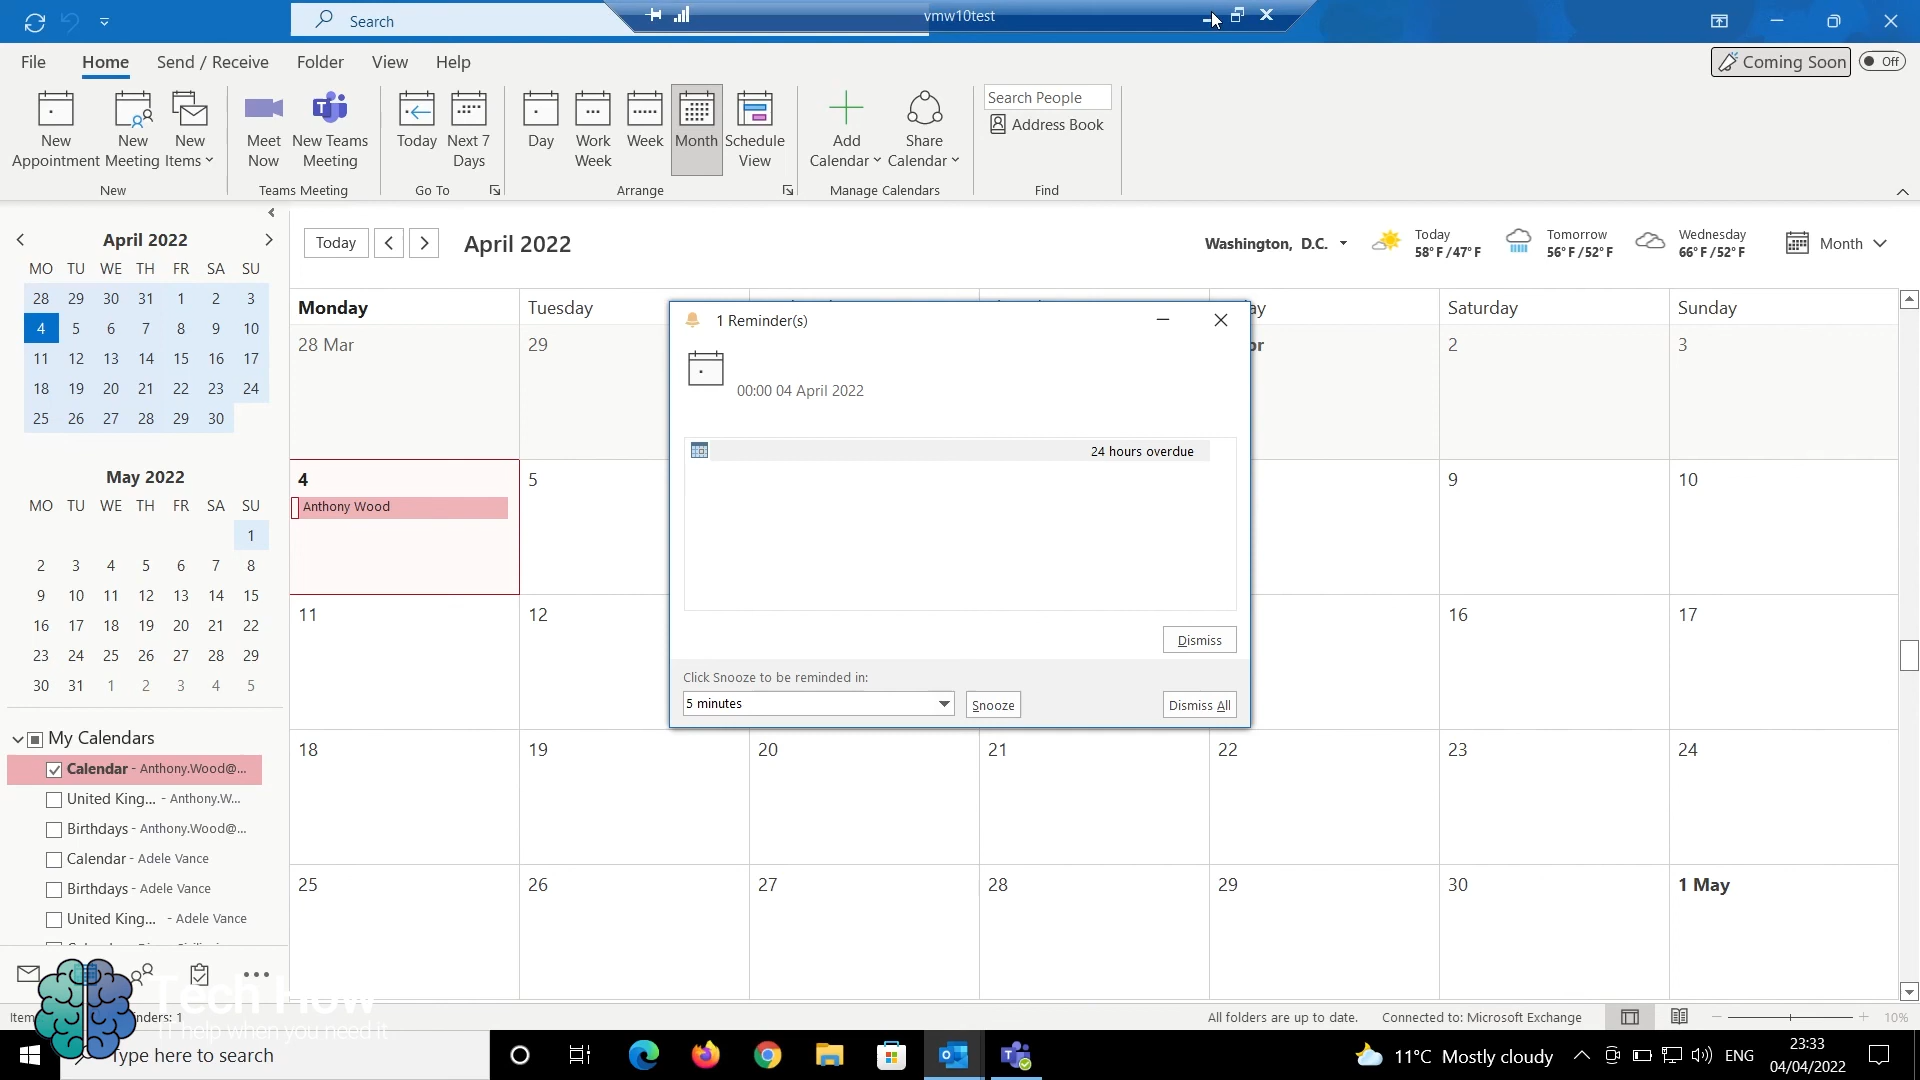 Search
vmw10test
File Home Send / Receive Folder View Help
Coming Soon Off
New Appointment
New Meeting
New Items
Meet Now
New Teams Meeting
Today
Next 7 Days
Day
Work Week
Week
Month
Schedule View
Add Calendar
Share Calendar
Search People
Address Book
New
Teams Meeting
Go To
Arrange
Manage Calendars
Find
April 2022
MO TU WE TH FR SA SU
28 29 30 31 1 2 3
4 5 6 7 8 9 10
11 12 13 14 15 16 17
18 19 20 21 22 23 24
25 26 27 28 29 30
May 2022
MO TU WE TH FR SA SU
1
2 3 4 5 6 7 8
9 10 11 12 13 14 15
16 17 18 19 20 21 22
23 24 25 26 27 28 29
30 31 1 2 3 4 5
My Calendars
Calendar - Anthony.Wood@...
United King... - Anthony.W...
Birthdays - Anthony.Wood@...
Calendar - Adele Vance
Birthdays - Adele Vance
United King... - Adele Vance
Today
April 2022
Washington, D.C.
Today
58°F/47°F
Tomorrow
56°F/52°F
Wednesday
66°F/52°F
Month
Monday Tuesday ay Saturday Sunday
28 Mar 29 or 2 3
4 5 9 10
Anthony Wood
11 12 16 17
18 19 20 21 22 23 24
25 26 27 28 29 30 1 May
1 Reminder(s)
00:00 04 April 2022
24 hours overdue
Dismiss
Click Snooze to be reminded in:
5 minutes
Snooze
Dismiss All
Tech How
IT help when you need it
Item nders: 1
All folders are up to date. Connected to: Microsoft Exchange 10%
Type here to search
11°C Mostly cloudy
ENG
23:33
04/04/2022